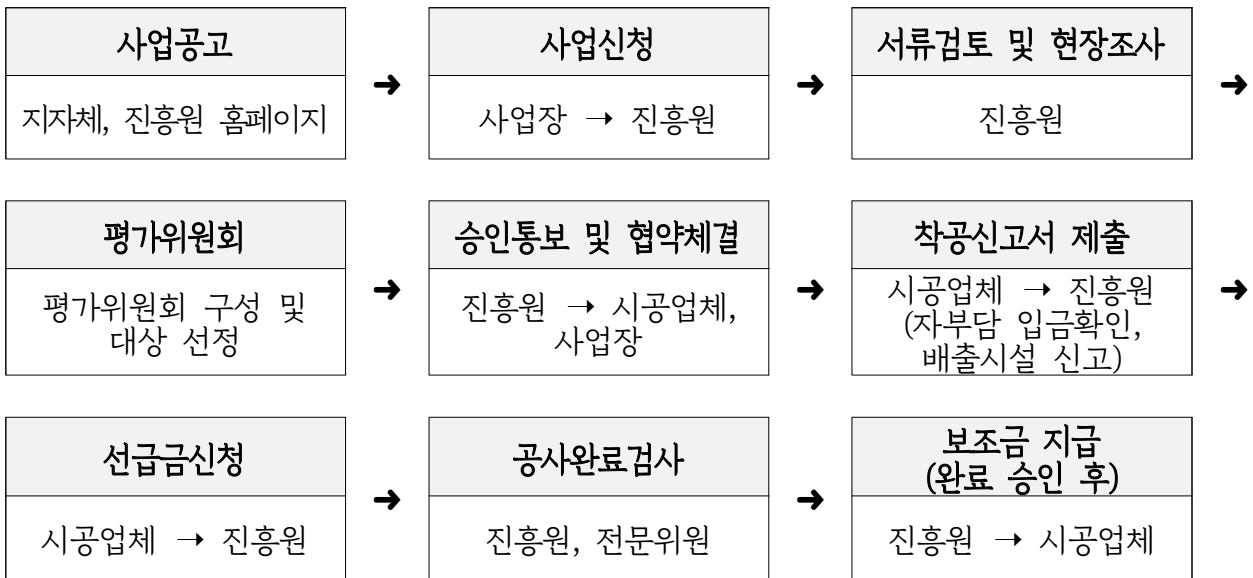 사업공고
지자체, 진흥원 홈페이지
➜
사업신청
사업장 → 진흥원
➜
서류검토 및 현장조사
진흥원
➜
평가위원회
평가위원회 구성 및
대상 선정
➜
승인통보 및 협약체결
진흥원 → 시공업체,
사업장
➜
착공신고서 제출
시공업체 → 진흥원
(자부담 입금확인,
배출시설 신고)
➜
선급금신청
시공업체 → 진흥원
➜
공사완료검사
진흥원, 전문위원
➜
보조금 지급
(완료 승인 후)
진흥원 → 시공업체